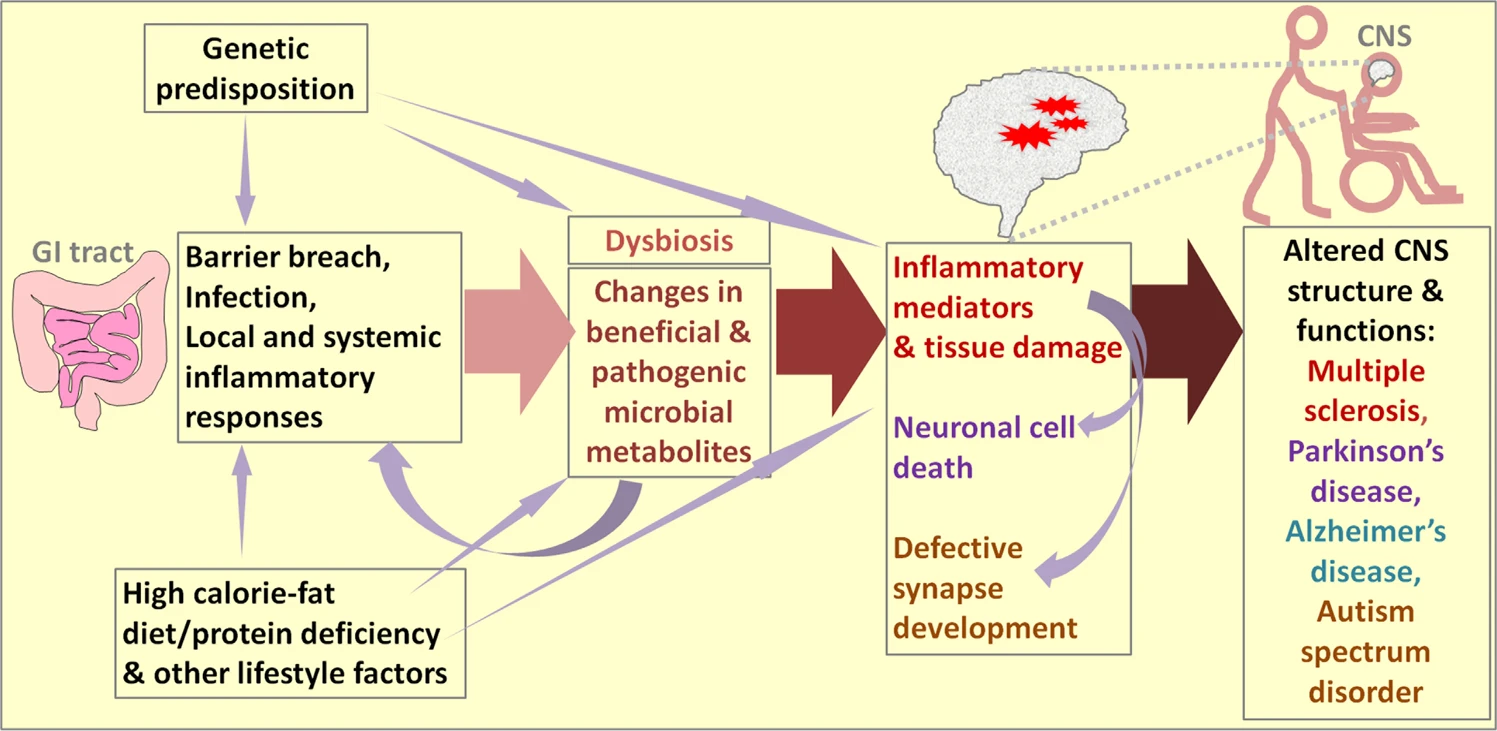 Genetic
predisposition
CNS
GI tract
Barrier breach,
Infection,
Local and systemic
inflammatory
responses
Dysbiosis
Changes in
beneficial &
pathogenic
microbial
metabolites
Inflammatory
mediators
& tissue damage
Neuronal cell
death
Defective
synapse
development
Altered CNS
structure &
functions:
Multiple
sclerosis,
Parkinson’s
disease,
Alzheimer’s
disease,
Autism
spectrum
disorder
High calorie-fat
diet/protein deficiency
& other lifestyle factors